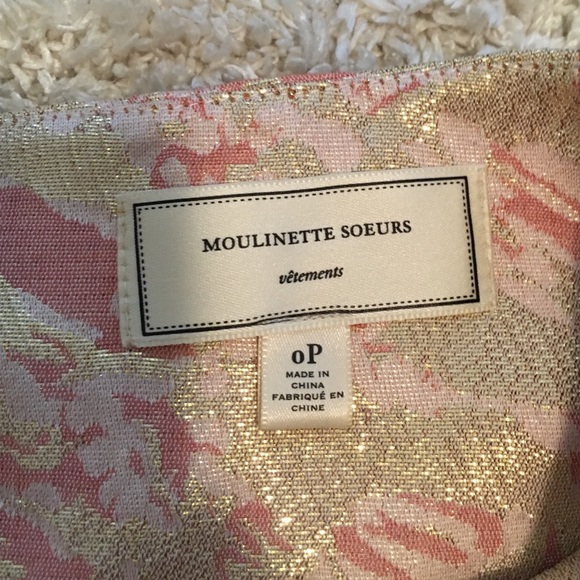 MOULINETTE SOEURS
vêtements
0P
MADE IN
CHINA
FABRIQUÉ EN
CHINE